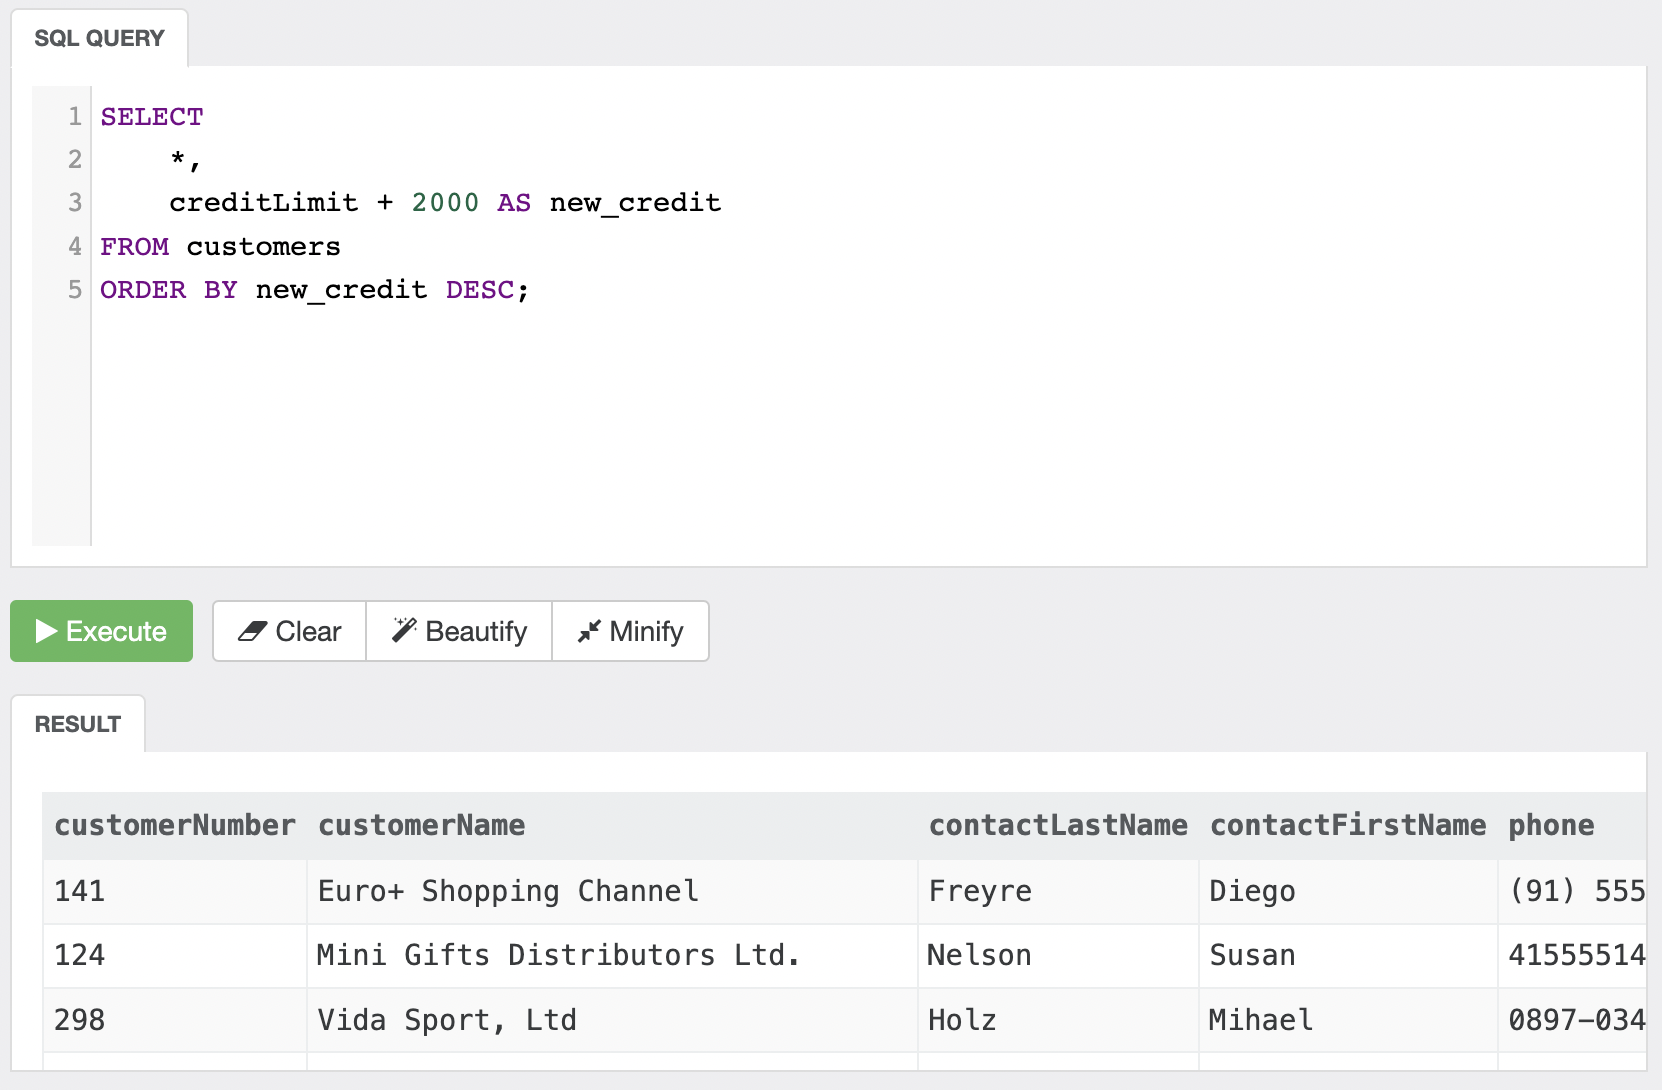 SQL QUERY
1 SELECT
2     *,
3     creditLimit + 2000 AS new_credit
4 FROM customers
5 ORDER BY new_credit DESC;
Execute Clear Beautify Minify
RESULT
customerNumber customerName contactLastName contactFirstName phone
141 Euro+ Shopping Channel Freyre Diego (91) 555
124 Mini Gifts Distributors Ltd. Nelson Susan 41555514
298 Vida Sport, Ltd Holz Mihael 0897-034